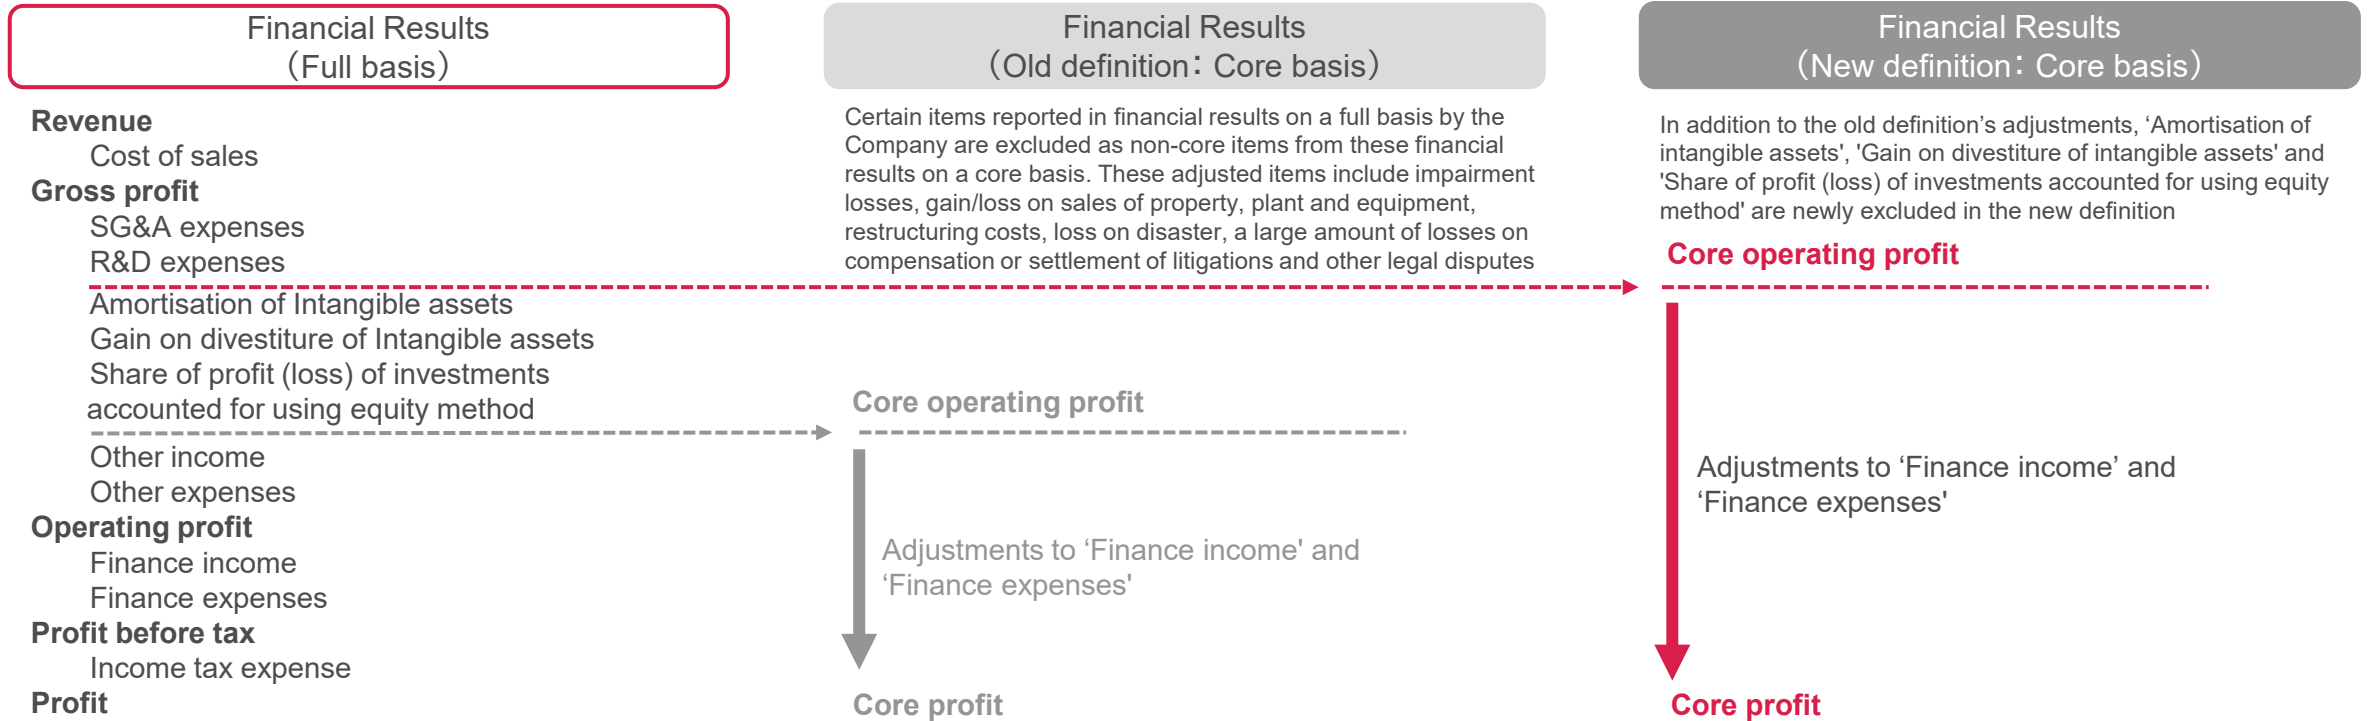 Financial Results
（Full basis）
Revenue
Cost of sales
Gross profit
SG&A expenses
R&D expenses
Amortisation of Intangible assets
Gain on divestiture of Intangible assets
Share of profit (loss) of investments
accounted for using equity method
Other income
Other expenses
Operating profit
Finance income
Finance expenses
Profit before tax
Income tax expense
Profit
Financial Results
（Old definition：Core basis）
Certain items reported in financial results on a full basis by the
Company are excluded as non-core items from these financial
results on a core basis. These adjusted items include impairment
losses, gain/loss on sales of property, plant and equipment,
restructuring costs, loss on disaster, a large amount of losses on
compensation or settlement of litigations and other legal disputes
Core operating profit
Adjustments to ‘Finance income' and
‘Finance expenses'
Core profit
Financial Results
（New definition：Core basis）
In addition to the old definition’s adjustments, ‘Amortisation of
intangible assets', 'Gain on divestiture of intangible assets' and
'Share of profit (loss) of investments accounted for using equity
method' are newly excluded in the new definition
Core operating profit
Adjustments to ‘Finance income’ and
‘Finance expenses'
Core profit